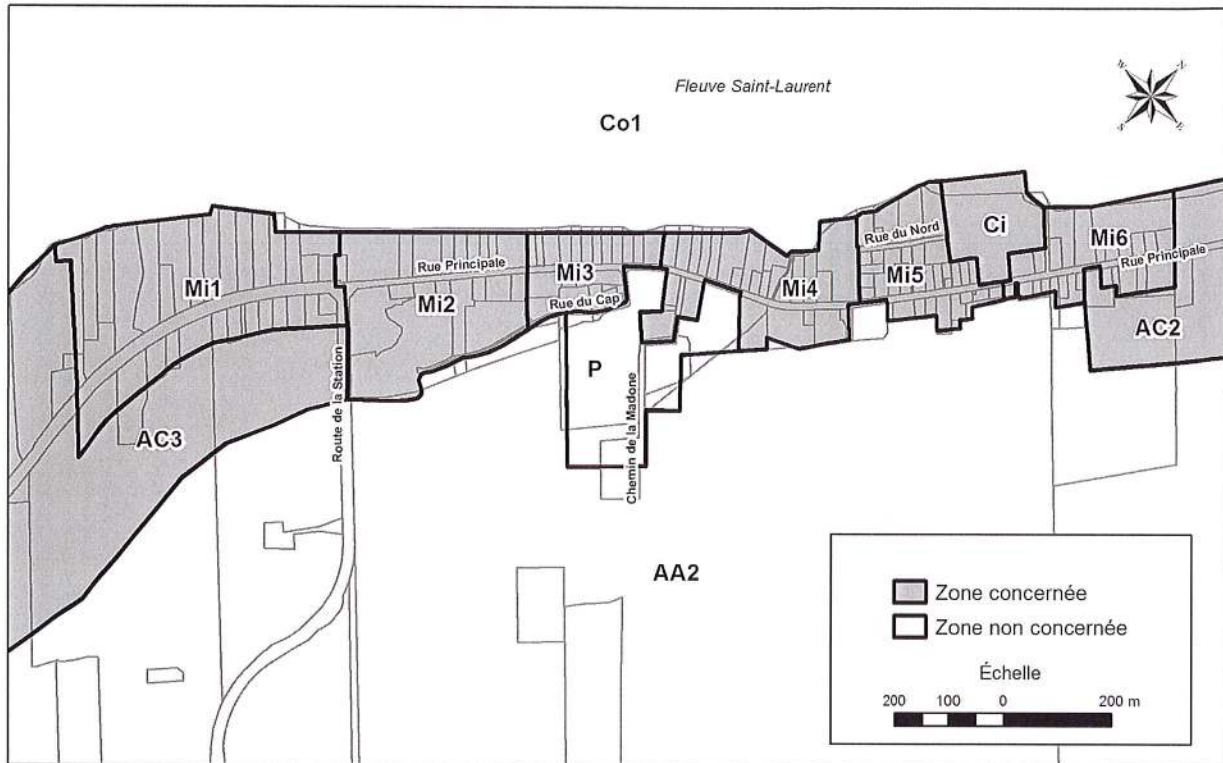 Fleuve Saint-Laurent
Co1
N
N
S
E
Rue du Nord
Ci
Mi6
Rue Principale
Mi1
Rue Principale
Mi3
Mi5
Mi2
Rue du Cap
Mi4
AC2
P
AC3
Route de la Station
Chemin de la Madone
AA2
Zone concernée
Zone non concernée
Échelle
200 100 0 200 m